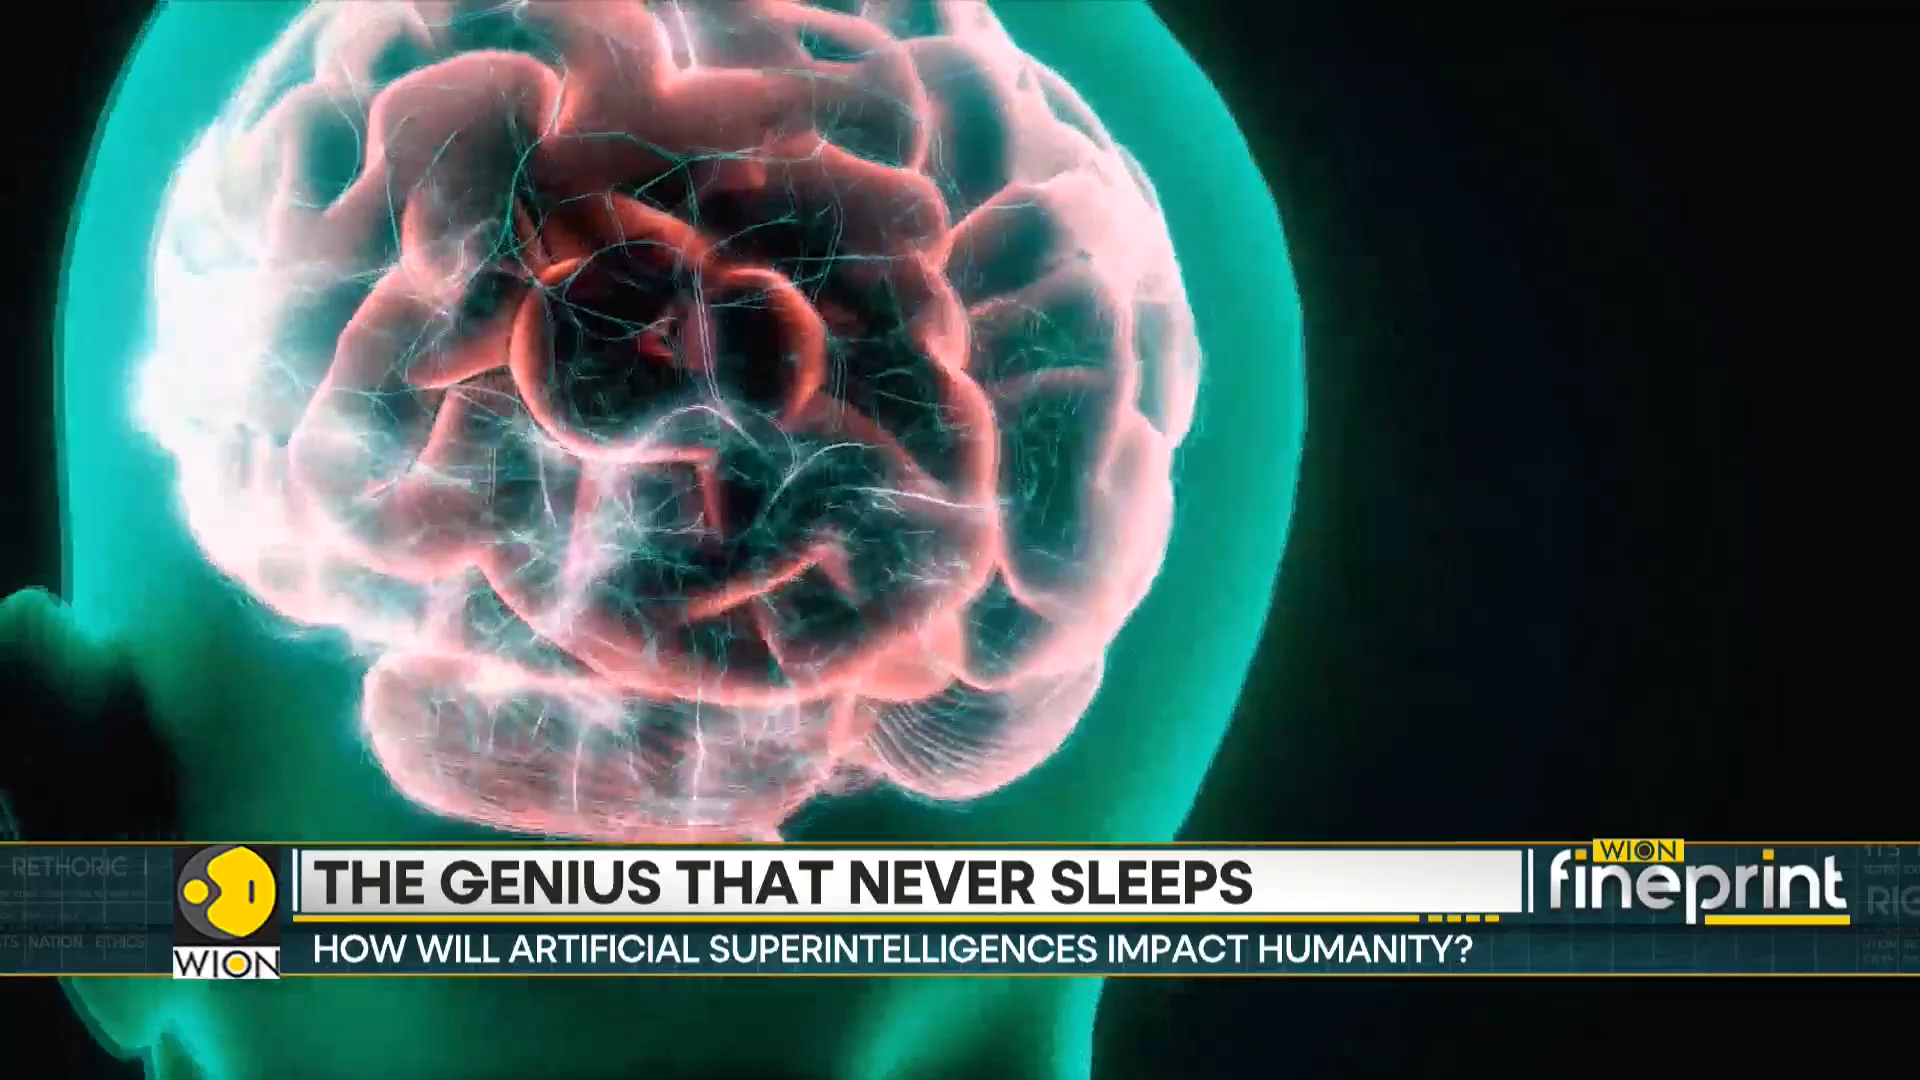 RETHORIC
NATION ETHICS
WION
THE GENIUS THAT NEVER SLEEPS
HOW WILL ARTIFICIAL SUPERINTELLIGENCES IMPACT HUMANITY?
WION
fineprint